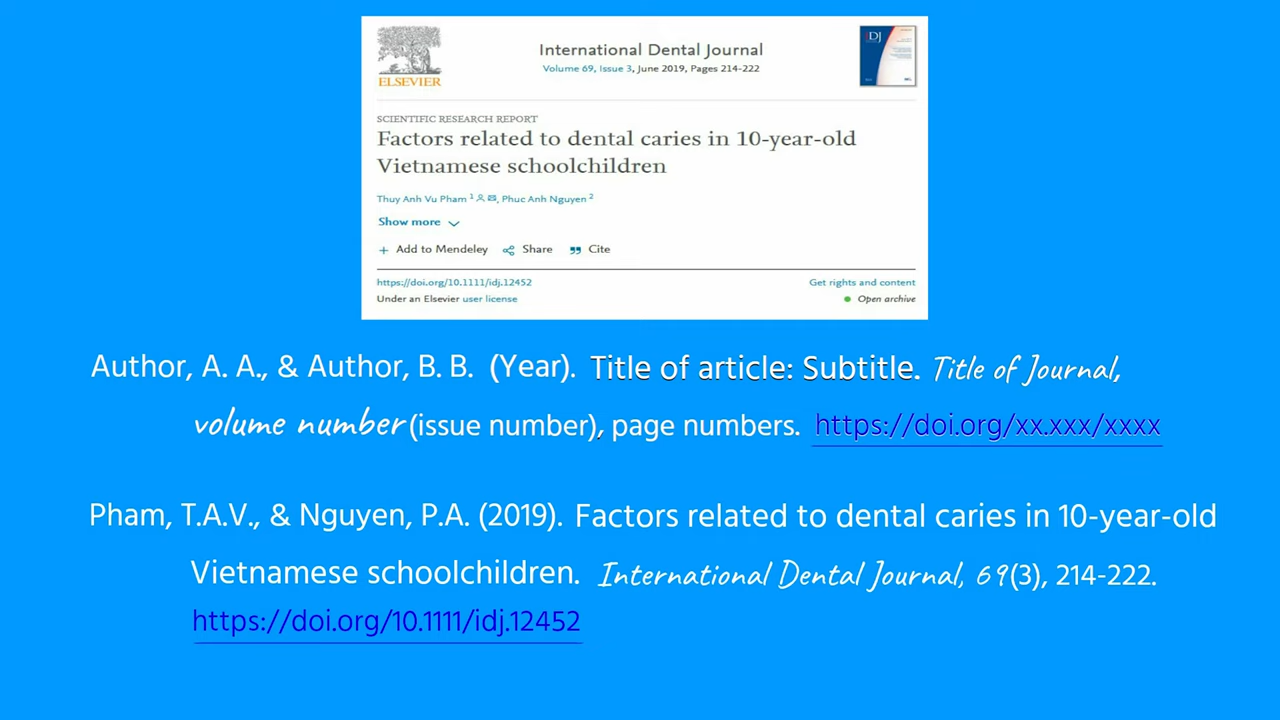 ELSEVIER
International Dental Journal
Volume 69, Issue 3, June 2019, Pages 214-222
IDJ
SCIENTIFIC RESEARCH REPORT
Factors related to dental caries in 10-year-old
Vietnamese schoolchildren
Thuy Anh Vu Pham 1, Phuc Anh Nguyen 2
Show more
+ Add to Mendeley Share Cite
https://doi.org/10.1111/idj.12452 Get rights and content
Under an Elsevier user license Open archive
Author, A. A., & Author, B. B. (Year). Title of article: Subtitle. Title of Journal,
volume number(issue number), page numbers. https://doi.org/xx.xxx/xxxx
Pham, T.A.V., & Nguyen, P.A. (2019). Factors related to dental caries in 10-year-old
Vietnamese schoolchildren. International Dental Journal, 69(3), 214-222.
https://doi.org/10.1111/idj.12452